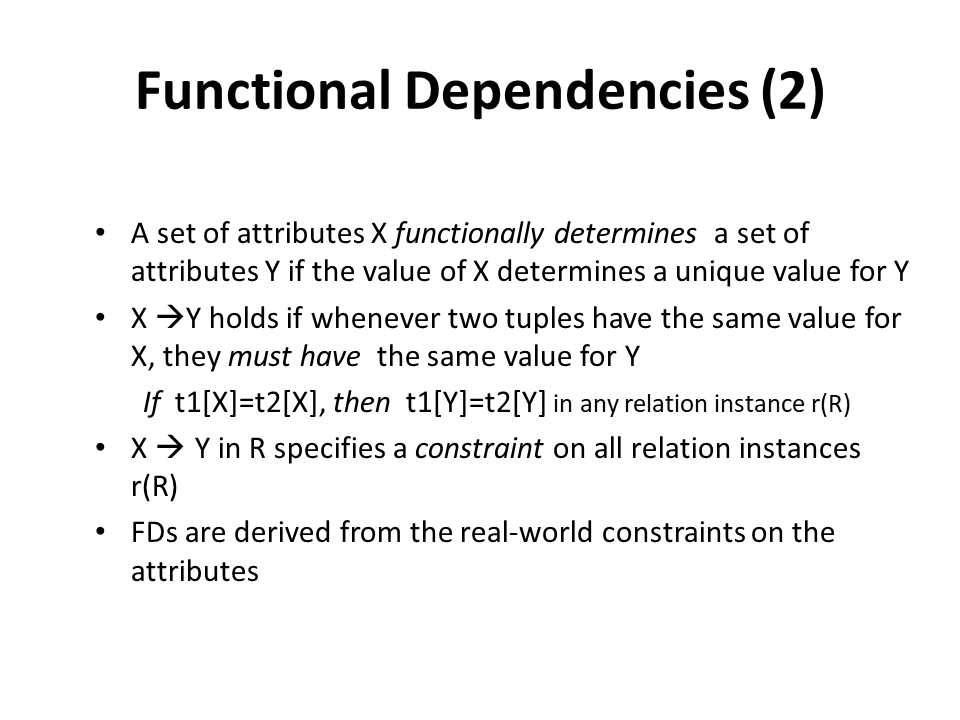 Functional Dependencies (2)
• A set of attributes X functionally determines a set of
attributes Y if the value of X determines a unique value for Y
• X →Y holds if whenever two tuples have the same value for
X, they must have the same value for Y
If t1[X]=t2[X], then t1[Y]=t2[Y] in any relation instance r(R)
• X → Y in R specifies a constraint on all relation instances
r(R)
• FDs are derived from the real-world constraints on the
attributes